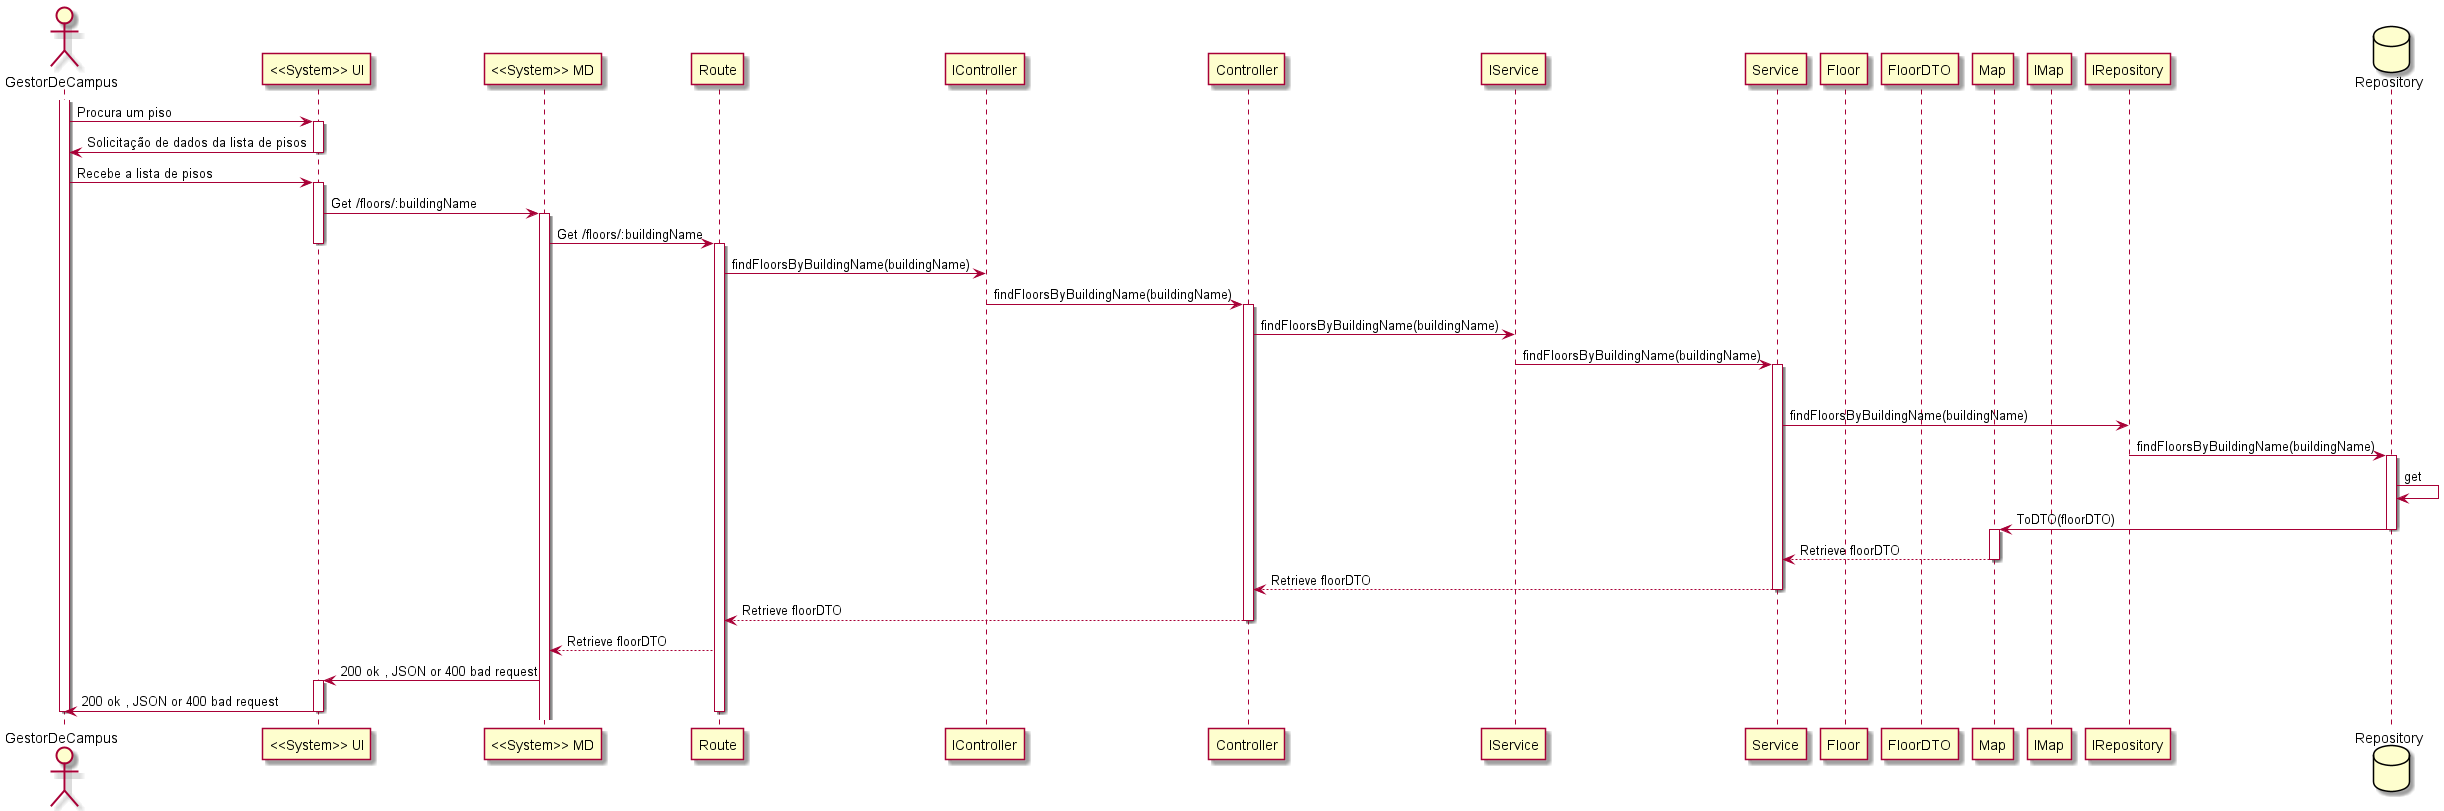 GestorDeCampus
<<System>> UI
<<System>> MD
Route
IController
Controller
IService
Service
Floor
FloorDTO
Map
IMap
IRepository
Repository
Procura um piso
Solicitação de dados da lista de pisos
Recebe a lista de pisos
Get /floors/:buildingName
Get /floors/:buildingName
findFloorsByBuildingName(buildingName)
findFloorsByBuildingName(buildingName)
findFloorsByBuildingName(buildingName)
findFloorsByBuildingName(buildingName)
findFloorsByBuildingName(buildingName)
findFloorsByBuildingName(buildingName)
get
ToDTO(floorDTO)
Retrieve floorDTO
Retrieve floorDTO
Retrieve floorDTO
Retrieve floorDTO
200 ok , JSON or 400 bad request
200 ok , JSON or 400 bad request
GestorDeCampus
<<System>> UI
<<System>> MD
Route
IController
Controller
IService
Service
Floor
FloorDTO
Map
IMap
IRepository
Repository